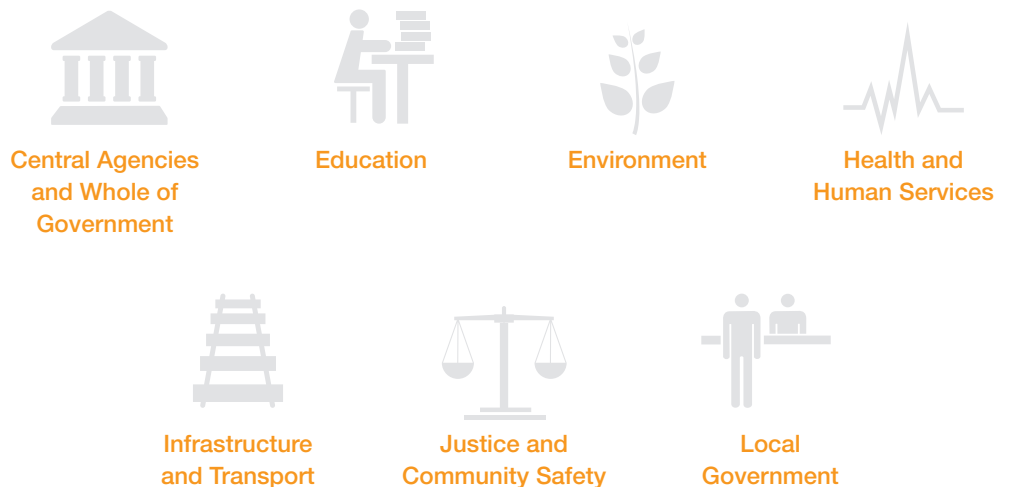 Central Agencies
and Whole of
Government
Education
Environment
Health and
Human Services
Infrastructure
and Transport
Justice and
Community Safety
Local
Government